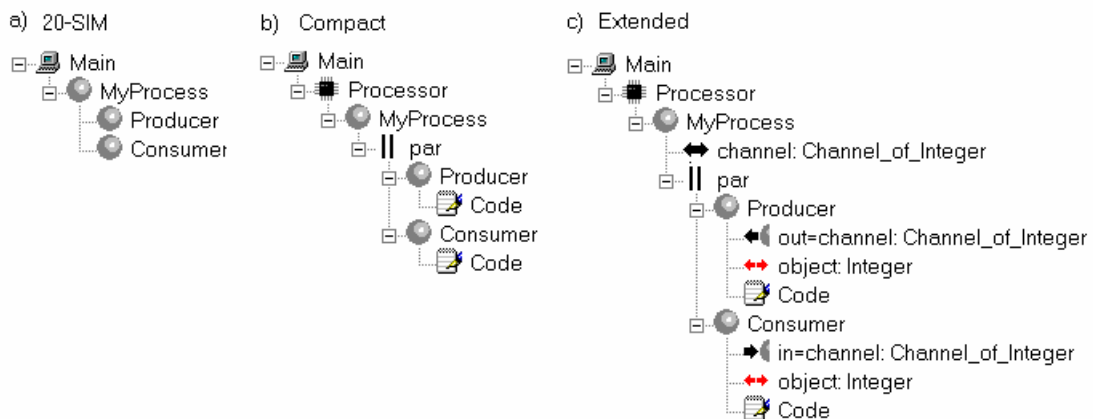 a) 20-SIM
Main
MyProcess
Producer
Consumer
b) Compact
Main
Processor
MyProcess
par
Producer
Code
Consumer
Code
c) Extended
Main
Processor
MyProcess
channel: Channel_of_Integer
par
Producer
out=channel: Channel_of_Integer
object: Integer
Code
Consumer
in=channel: Channel_of_Integer
object: Integer
Code